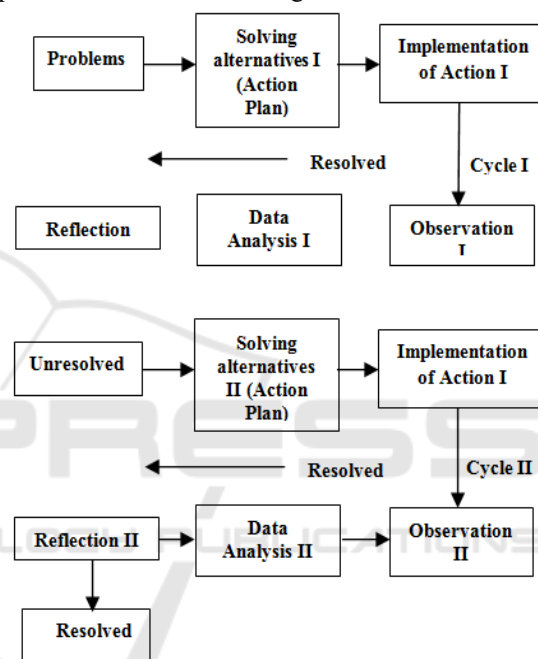 Problems
Solving
alternatives I
(Action
Plan)
Implementation
of Action I
Resolved
Cycle I
Reflection
Data
Analysis I
Observation
I
Unresolved
Solving
alternatives
II (Action
Plan)
Implementation
of Action I
Resolved
Cycle II
Reflection II
Data
Analysis II
Observation
II
Resolved